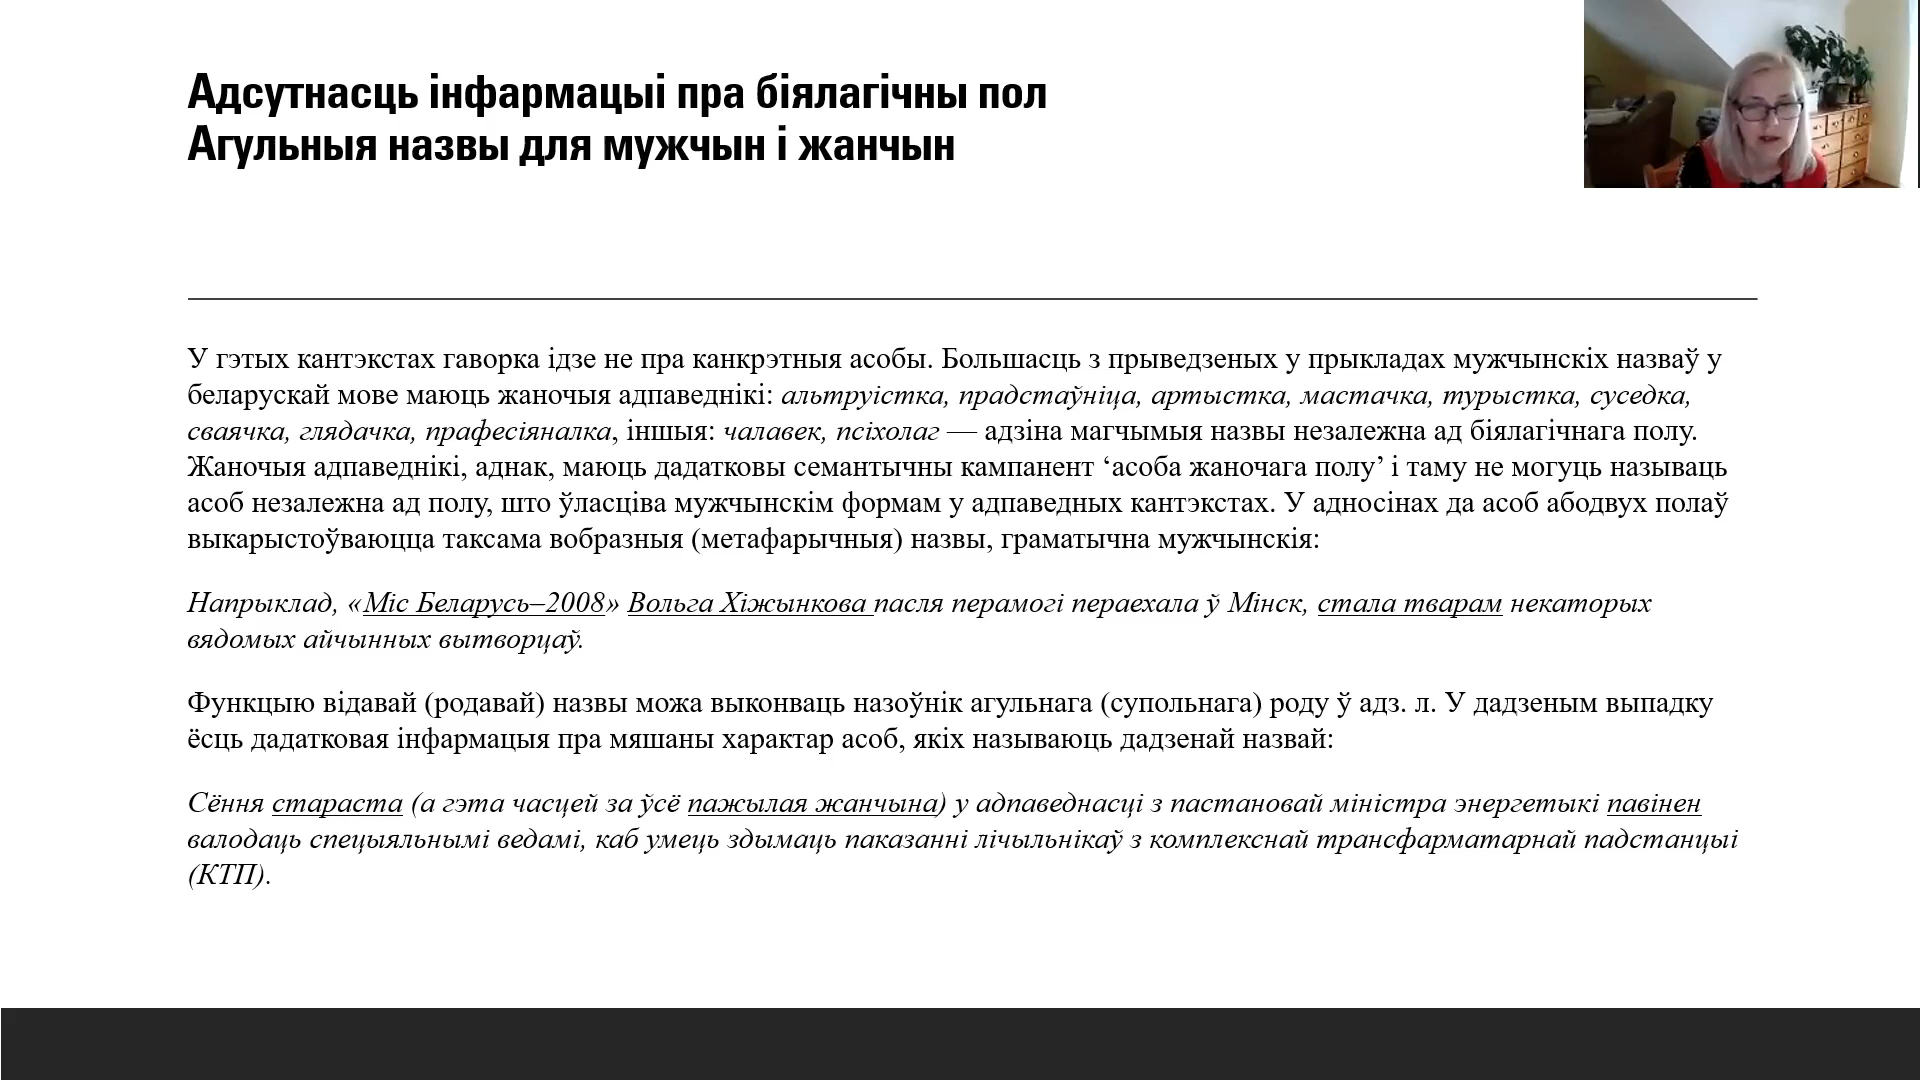 Адсутнасць інфармацыі пра біялагічны пол
Агульныя назвы для мужчын і жанчын
У гэтых кантэкстах гаворка ідзе не пра канкрэтныя асобы. Большасць з прыведзеных у прыкладах мужчынскіх назваў у
беларускай мове маюць жаночыя адпаведнікі: альтруістка, прадстаўніца, артыстка, мастачка, турыстка, суседка,
сваячка, глядачка, прафесіяналка, іншыя: чалавек, псіхолаг — адзіна магчымыя назвы незалежна ад біялагічнага полу.
Жаночыя адпаведнікі, аднак, маюць дадатковы семантычны кампанент ‘асоба жаночага полу’ і таму не могуць называць
асоб незалежна ад полу, што ўласціва мужчынскім формам у адпаведных кантэкстах. У адносінах да асоб абодвух полаў
выкарыстоўваюцца таксама вобразныя (метафарычныя) назвы, граматычна мужчынскія:
Напрыклад, «Міс Беларусь–2008» Вольга Хіжынкова пасля перамогі пераехала ў Мінск, стала тварам некаторых
вядомых айчынных вытворцаў.
Функцыю відавай (родавай) назвы можа выконваць назоўнік агульнага (супольнага) роду ў адз. л. У дадзеным выпадку
ёсць дадатковая інфармацыя пра мяшаны характар асоб, якіх называюць дадзенай назвай:
Сёння стараста (а гэта часцей за ўсё пажылая жанчына) у адпаведнасці з пастановай міністра энергетыкі павінен
валодаць спецыяльнымі ведамі, каб умець здымаць паказанні лічыльнікаў з комплекснай трансфарматарнай падстанцыі
(КТП).